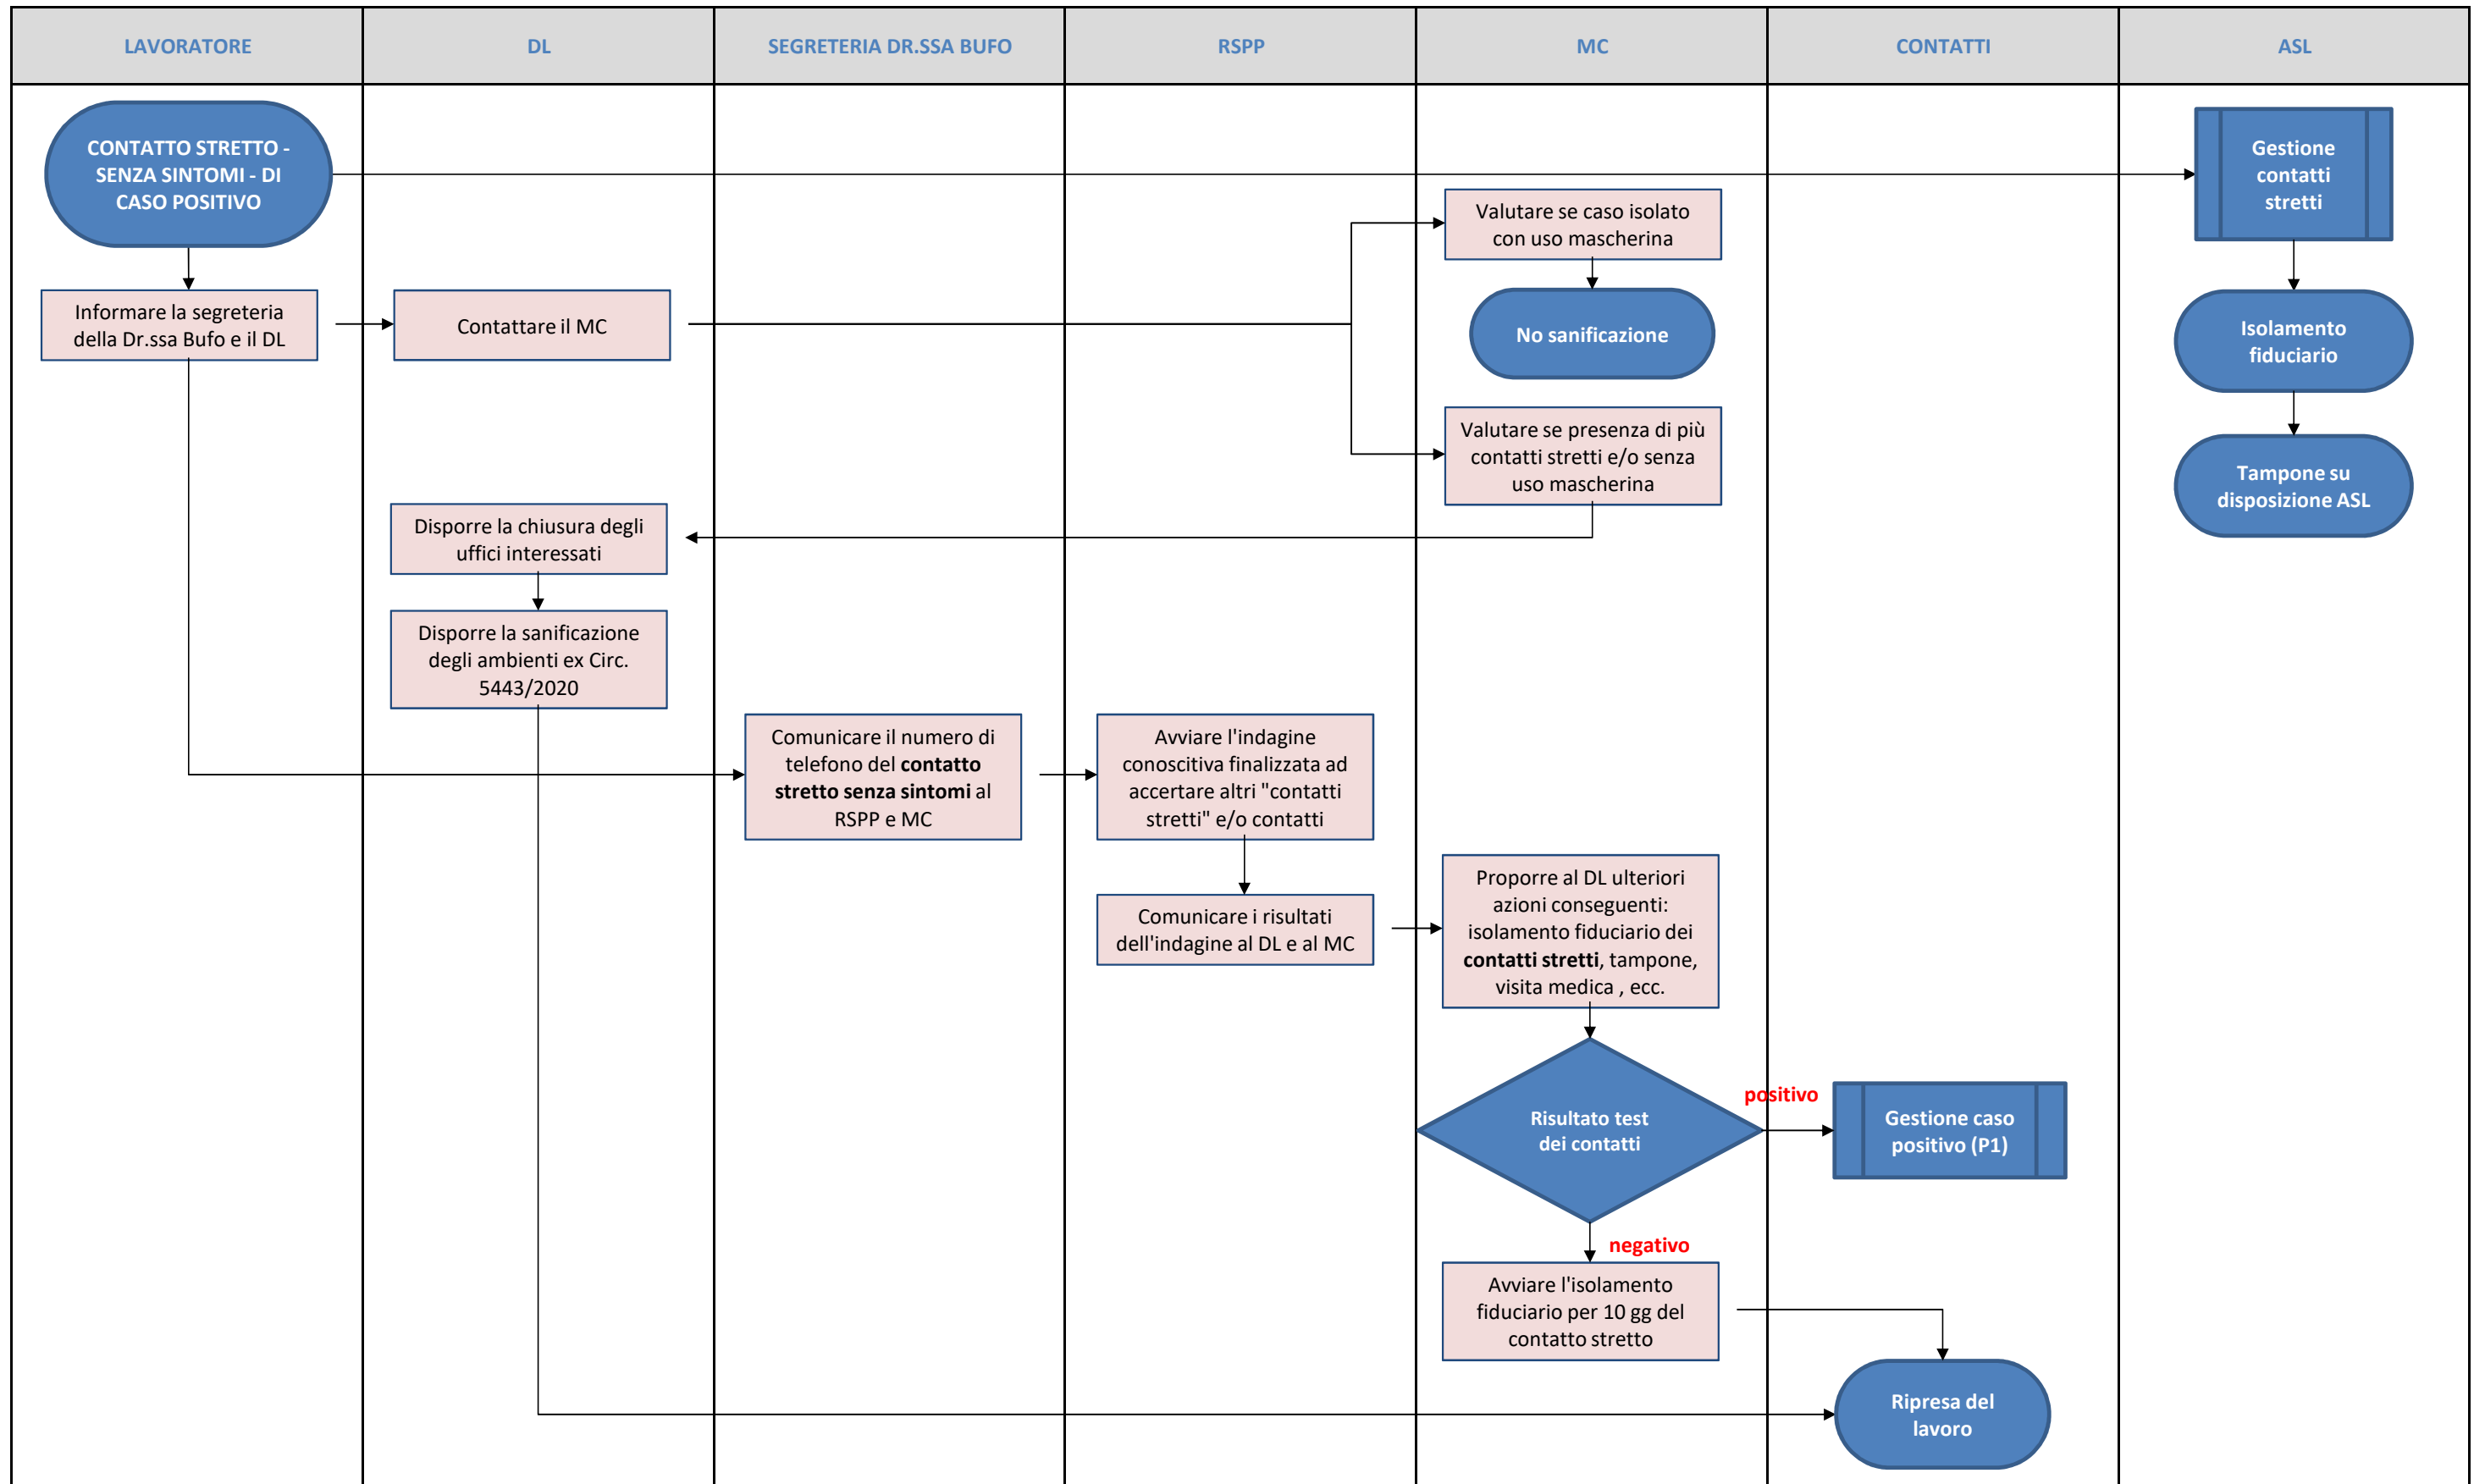 LAVORATORE
DL
SEGRETERIA DR.SSA BUFO
RSPP
MC
CONTATTI
ASL
CONTATTO STRETTO -
SENZA SINTOMI - DI
CASO POSITIVO
Gestione
contatti
stretti
Valutare se caso isolato
con uso mascherina
Informare la segreteria
della Dr.ssa Bufo e il DL
Contattare il MC
No sanificazione
Isolamento
fiduciario
Valutare se presenza di più
contatti stretti e/o senza
uso mascherina
Tampone su
disposizione ASL
Disporre la chiusura degli
uffici interessati
Disporre la sanificazione
degli ambienti ex Circ.
5443/2020
Comunicare il numero di
telefono del contatto
stretto senza sintomi al
RSPP e MC
Avviare l'indagine
conoscitiva finalizzata ad
accertare altri "contatti
stretti" e/o contatti
Comunicare i risultati
dell'indagine al DL e al MC
Proporre al DL ulteriori
azioni conseguenti:
isolamento fiduciario dei
contatti stretti, tampone,
visita medica , ecc.
Risultato test
dei contatti
positivo
Gestione caso
positivo (P1)
negativo
Avviare l'isolamento
fiduciario per 10 gg del
contatto stretto
Ripresa del
lavoro